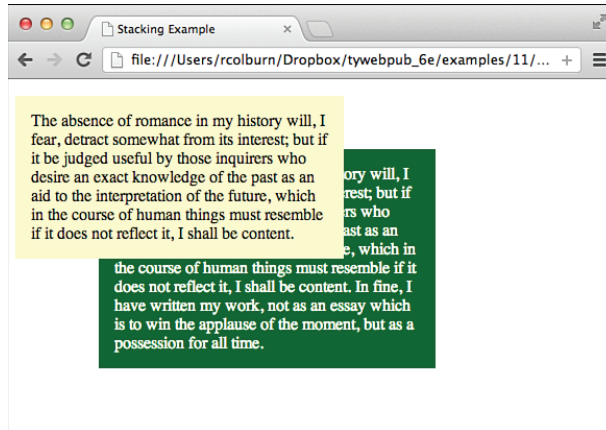 Stacking Example
file:///Users/rcolburn/Dropbox/tywebpub_6e/examples/11/...
The absence of romance in my history will, I
fear, detract somewhat from its interest; but if
it be judged useful by those inquirers who
desire an exact knowledge of the past as an
aid to the interpretation of the future, which
in the course of human things must resemble
if it does not reflect it, I shall be content.
ory will, I
rest; but if
rs who
ast as an
e, which in
the course of human things must resemble if it
does not reflect it, I shall be content. In fine, I
have written my work, not as an essay which
is to win the applause of the moment, but as a
possession for all time.